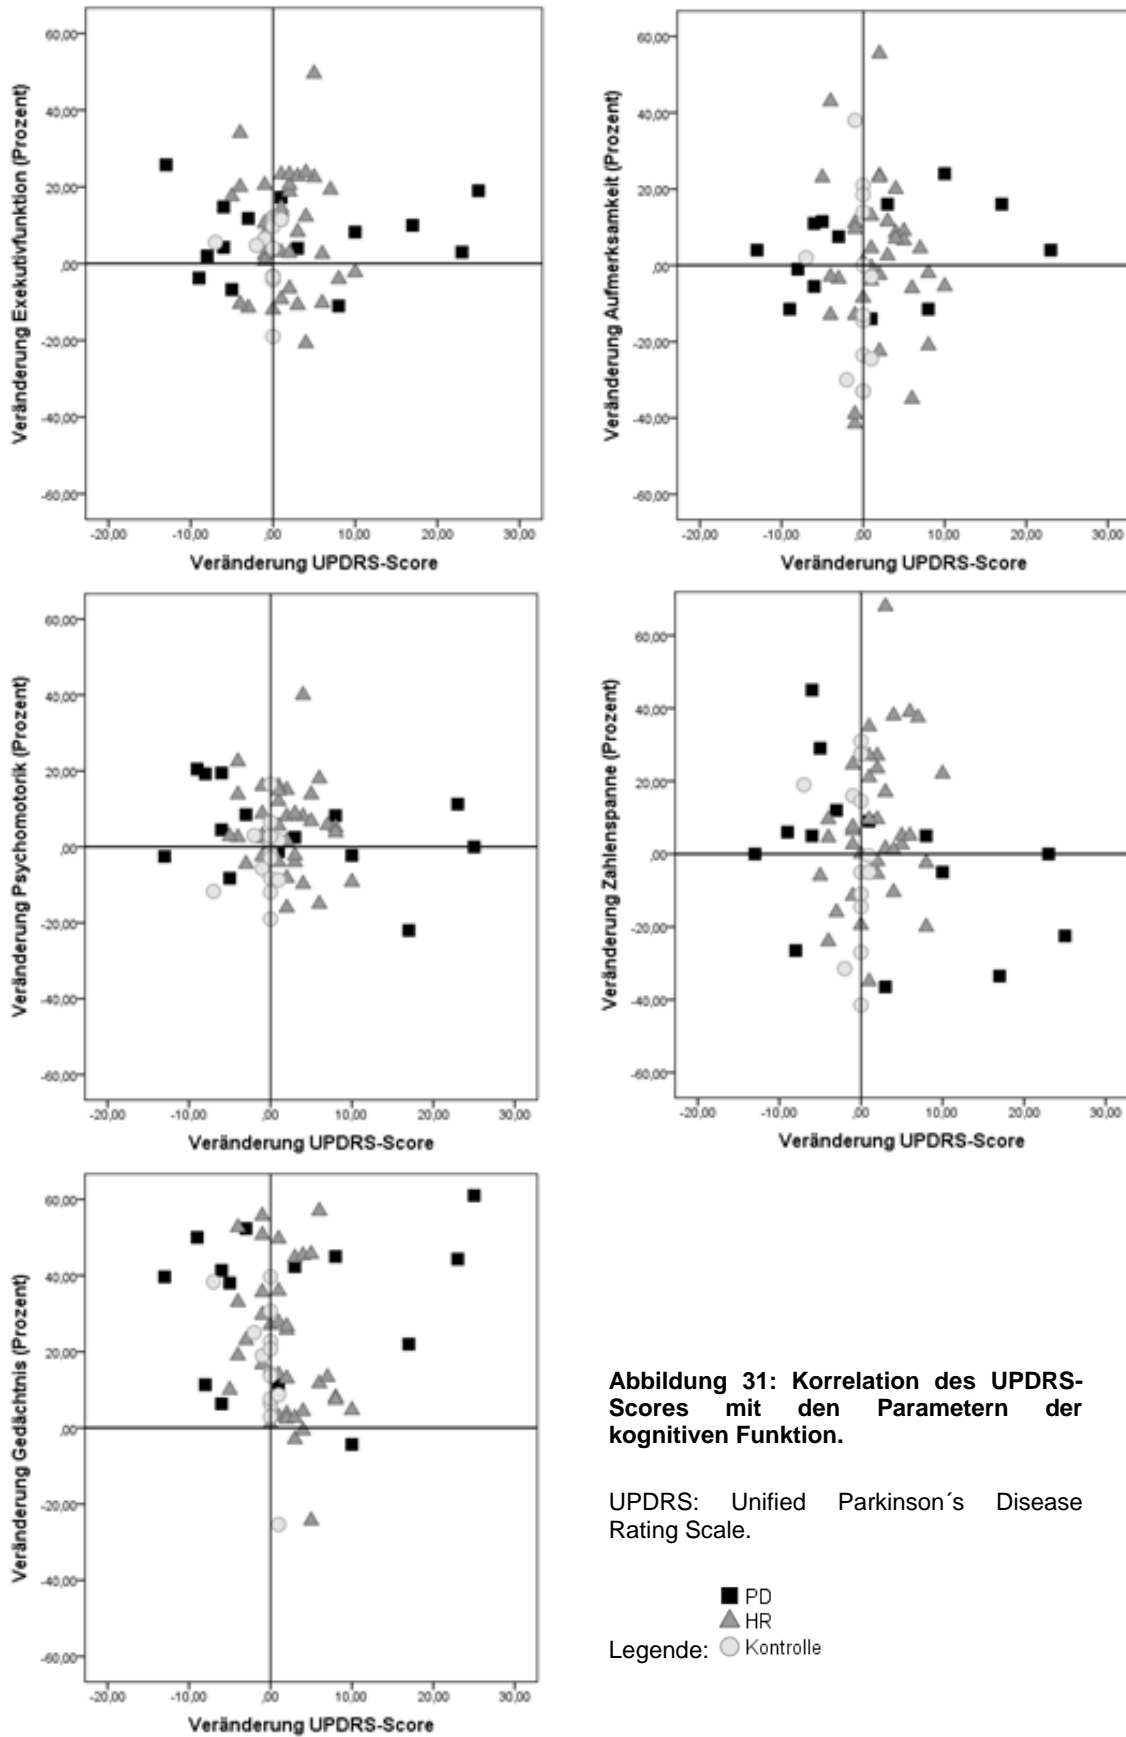 Veränderung Exekutivfunktion (Prozent)
60,00
40,00
20,00
,00
-20,00
-40,00
-60,00
-20,00 -10,00 ,00 10,00 20,00 30,00
Veränderung UPDRS-Score
Veränderung Aufmerksamkeit (Prozent)
60,00
40,00
20,00
,00
-20,00
-40,00
-60,00
-20,00 -10,00 ,00 10,00 20,00 30,00
Veränderung UPDRS-Score
Veränderung Psychomotorik (Prozent)
60,00
40,00
20,00
,00
-20,00
-40,00
-60,00
-20,00 -10,00 ,00 10,00 20,00 30,00
Veränderung UPDRS-Score
Veränderung Zahlenspanne (Prozent)
60,00
40,00
20,00
,00
-20,00
-40,00
-60,00
-20,00 -10,00 ,00 10,00 20,00 30,00
Veränderung UPDRS-Score
Veränderung Gedächtnis (Prozent)
60,00
40,00
20,00
,00
-20,00
-40,00
-60,00
-20,00 -10,00 ,00 10,00 20,00 30,00
Veränderung UPDRS-Score
Abbildung 31: Korrelation des UPDRS-
Scores mit den Parametern der
kognitiven Funktion.
UPDRS: Unified Parkinson´s Disease
Rating Scale.
PD
HR
Legende: Kontrolle